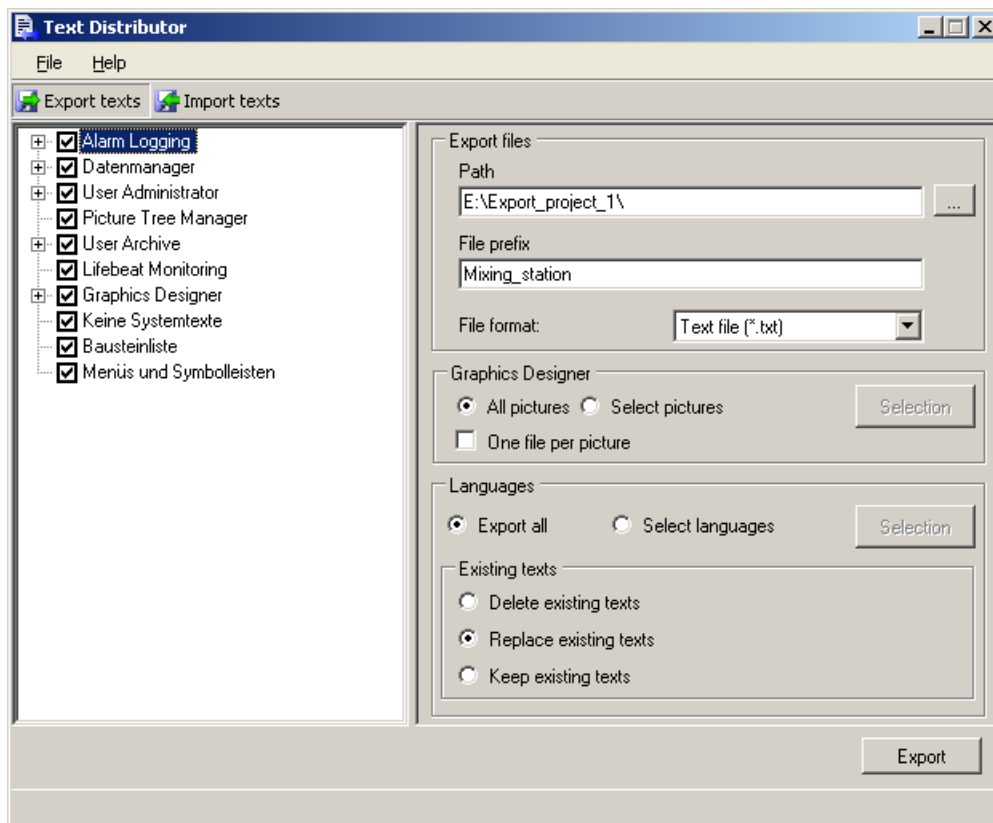 Text Distributor
File Help
Export texts Import texts
Alarm Logging
Datenmanager
User Administrator
Picture Tree Manager
User Archive
Lifebeat Monitoring
Graphics Designer
Keine Systemtexte
Bausteinliste
Menüs und Symbolleisten
Export files
Path
E:\Export_project_1\
...
File prefix
Mixing_station
File format: Text file (*.txt)
Graphics Designer
All pictures Select pictures Selection
One file per picture
Languages
Export all Select languages Selection
Existing texts
Delete existing texts
Replace existing texts
Keep existing texts
Export